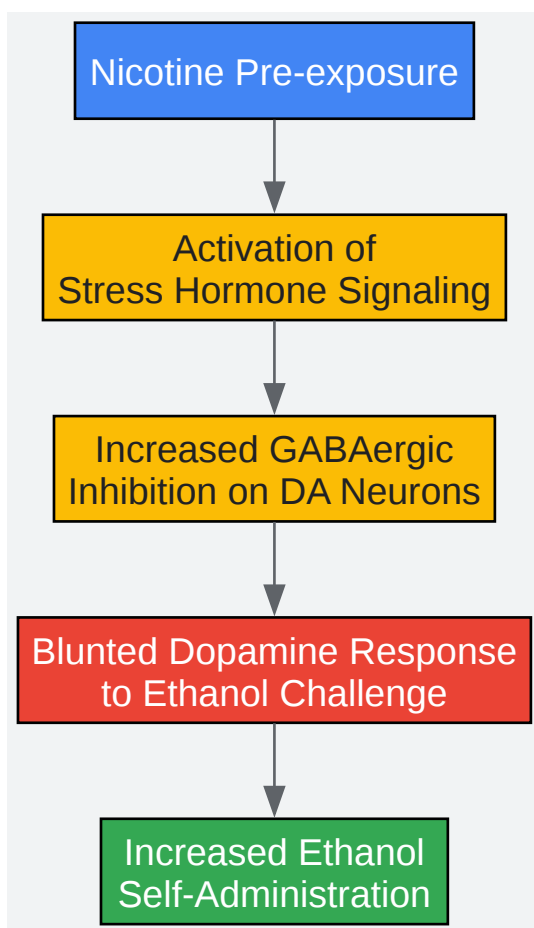 Nicotine Pre-exposure
Activation of
Stress Hormone Signaling
Increased GABAergic
Inhibition on DA Neurons
Blunted Dopamine Response
to Ethanol Challenge
Increased Ethanol
Self-Administration